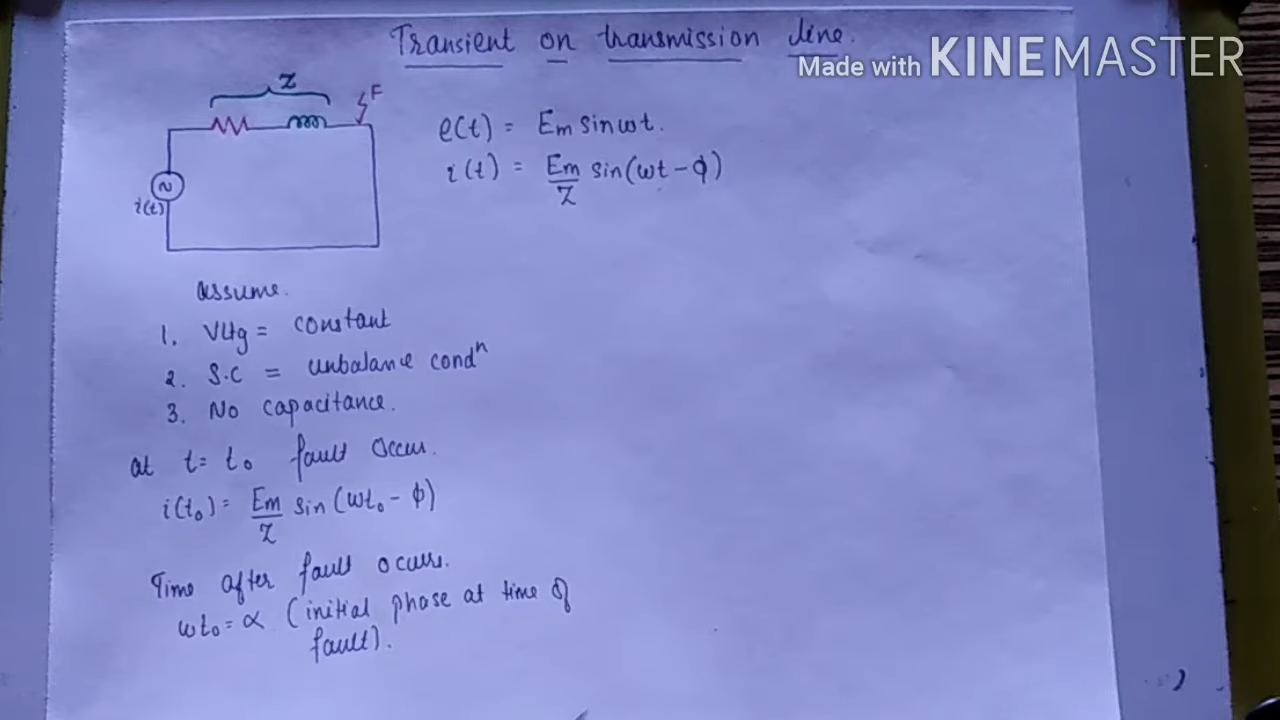 Transient on transmission line.
Made with KINEMASTER
Z
F
e(t) = Em sinωt.
i(t) = Em/Z sin(ωt - φ)
i(t)
assume.
1. Vltg = constant
2. S.C = unbalance condⁿ
3. No capacitance.
at t = t₀ fault occur.
i(t₀) = Em/Z sin(ωt₀ - φ)
Time after fault occurs.
ωt₀ = α (initial phase at time of
fault).